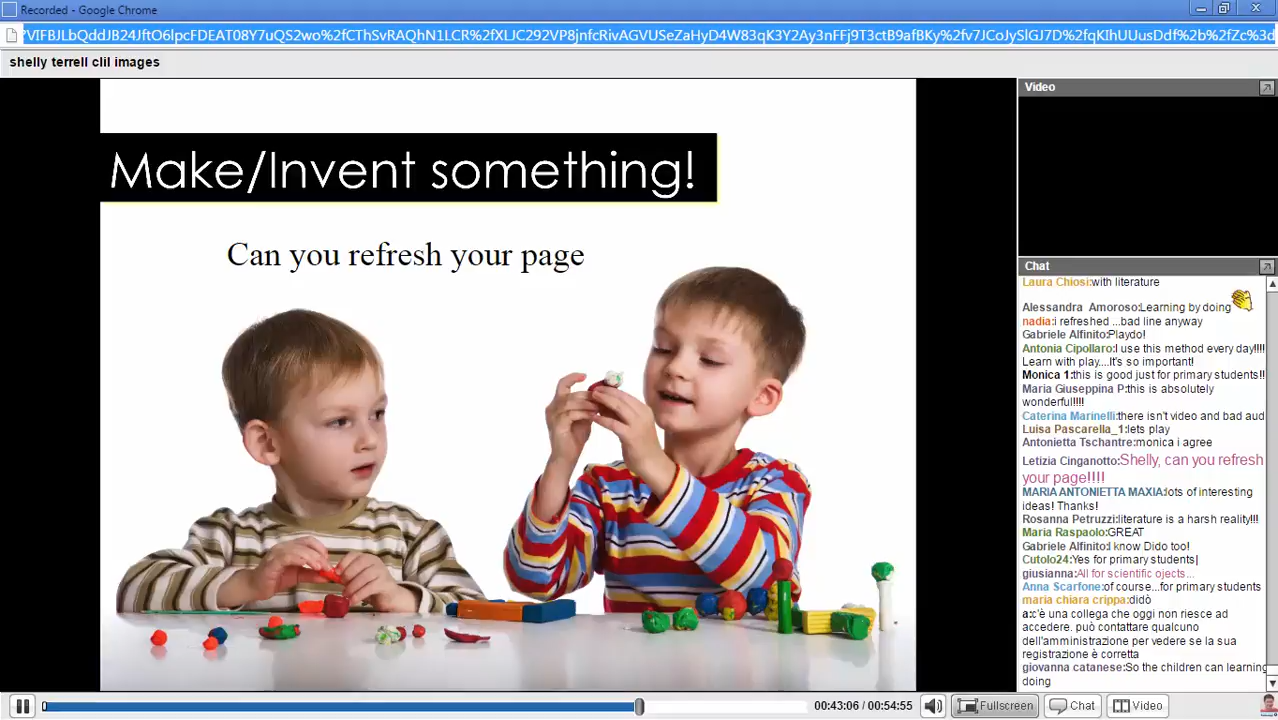 Recorded - Google Chrome
?VIFBJLbQddJB24JftO6lpcFDEAT08Y7uQS2wo%2fCThSvRAQhN1LCR%2fXLJC292VP8jnfcRivAGVUSeZaHyD4W83qK3Y2Ay3nFFj9T3ctB9afBKy%2fv7JCoJySlGJ7D%2fqKIhUUusDdf%2b%2fZc%3d
shelly terrell clil images
Make/Invent something!
Can you refresh your page
Video
Chat
Laura Chiosi:with literature
Alessandra Amoroso:Learning by doing
nadia:i refreshed ...bad line anyway
Gabriele Alfinito:Playdo!
Antonia Cipollaro:I use this method every day!!!!
Learn with play....It's so important!
Monica 1:this is good just for primary students!!
Maria Giuseppina P:this is absolutely
wonderful!!!!
Caterina Marinelli:there isn't video and bad aud
Luisa Pascarella_1:lets play
Antonietta Tschantre:monica i agree
Letizia Cinganotto:Shelly, can you refresh
your page!!!!
MARIA ANTONIETTA MAXIA:lots of interesting
ideas! Thanks!
Rosanna Petruzzi:literature is a harsh reality!!!
Maria Raspaolo:GREAT
Gabriele Alfinito:I know Dido too!
Cutolo24:Yes for primary students|
giusianna:All for scientific ojects...
Anna Scarfone:of course...for primary students
maria chiara crippa:didò
a:c'è una collega che oggi non riesce ad
accedere. può contattare qualcuno
dell'amministrazione per vedere se la sua
registrazione è corretta
giovanna catanese:So the children can learning
doing
00:43:06 / 00:54:55
Fullscreen
Chat
Video